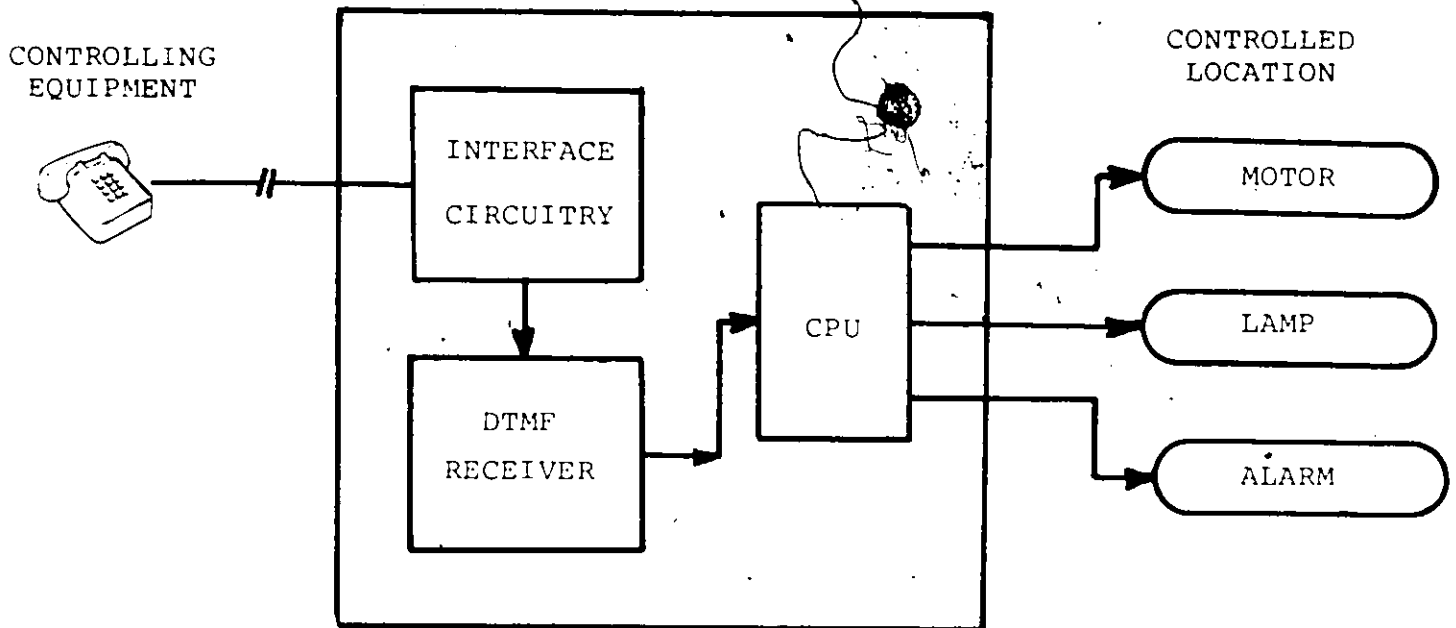 CONTROLLING
EQUIPMENT
CONTROLLED
LOCATION
INTERFACE
CIRCUITRY
DTMF
RECEIVER
CPU
MOTOR
LAMP
ALARM